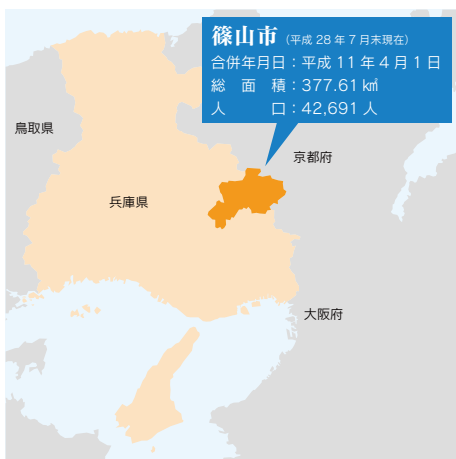 篠山市(平成 28 年 7 月末現在)
合併年月日:平成 11 年 4 月 1 日
総面積:377.61 ㎢
人口:42,691 人
鳥取県
京都府
兵庫県
大阪府